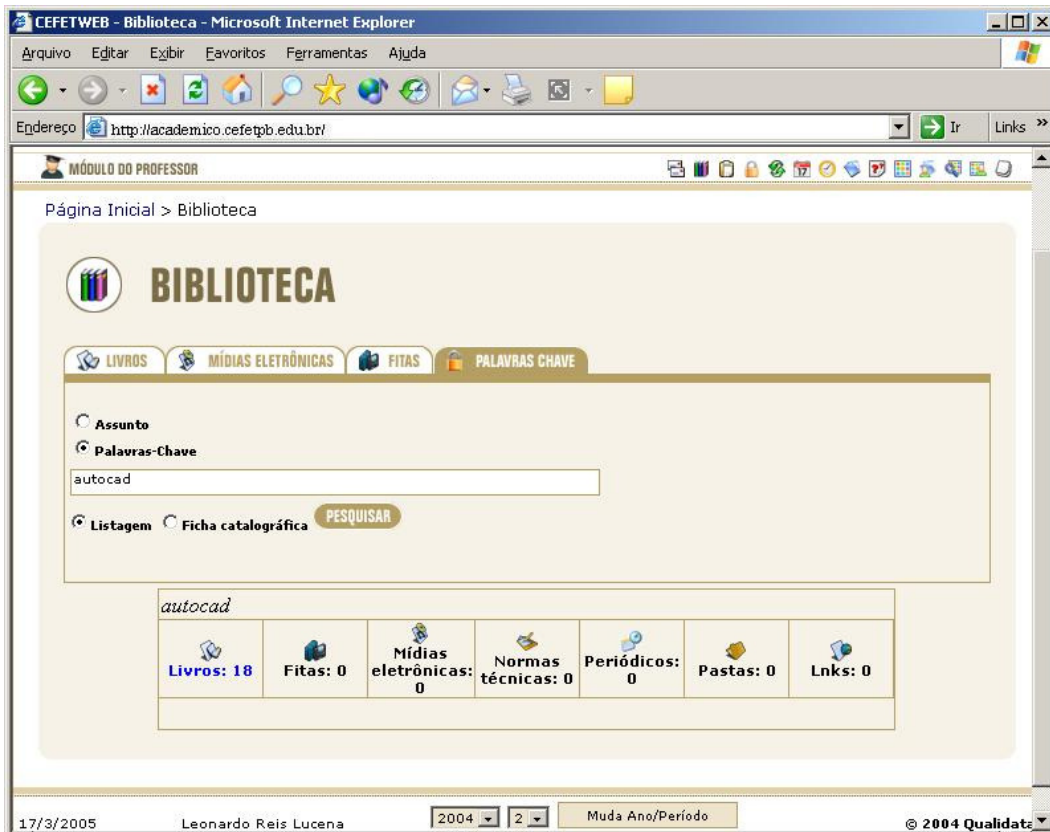 CEFETWEB - Biblioteca - Microsoft Internet Explorer
Arquivo Editar Exibir Favoritos Ferramentas Ajuda
Endereço http://academico.cefetpb.edu.br/ Ir Links »
MÓDULO DO PROFESSOR 17
Página Inicial > Biblioteca
BIBLIOTECA
LIVROS MÍDIAS ELETRÔNICAS FITAS PALAVRAS CHAVE
Assunto
Palavras-Chave
autocad
Listagem Ficha catalográfica PESQUISAR
autocad
Livros: 18 Fitas: 0 Mídias eletrônicas: 0 Normas técnicas: 0 Periódicos: 0 Pastas: 0 Lnks: 0
17/3/2005 Leonardo Reis Lucena 2004 2 Muda Ano/Período © 2004 Qualidata